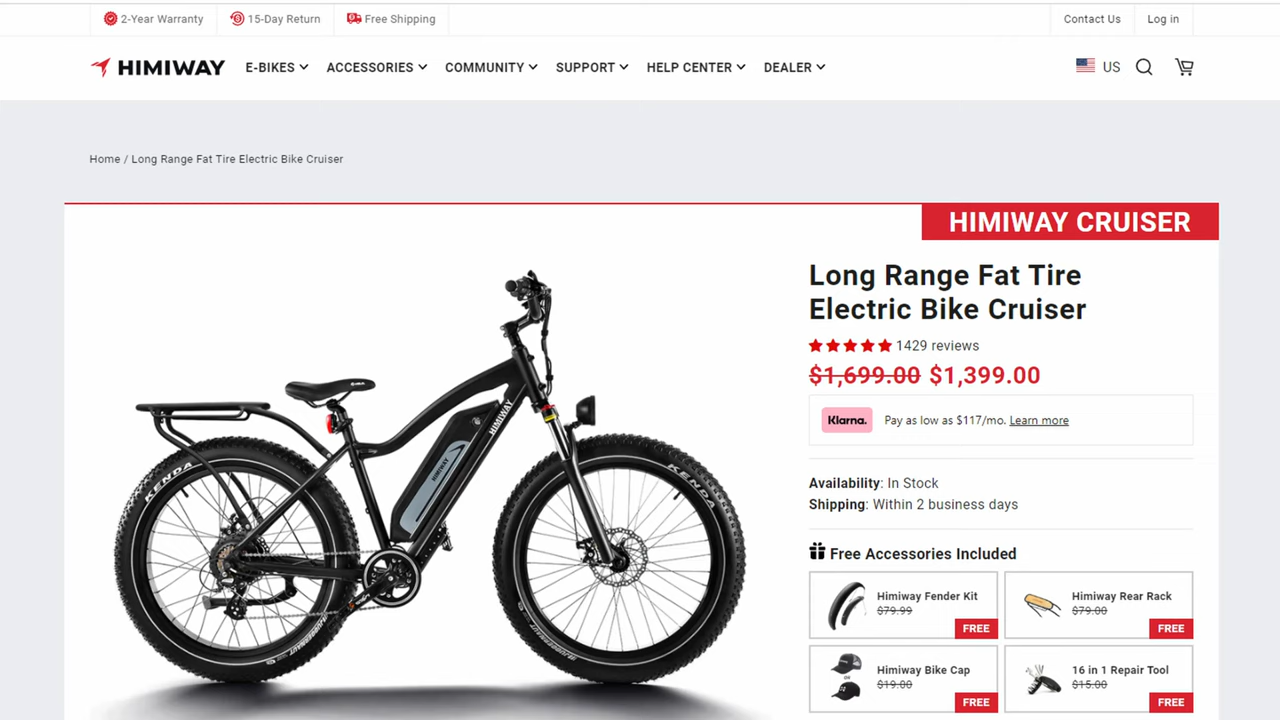 2-Year Warranty
15-Day Return
Free Shipping
Contact Us
Log in
HIMIWAY
E-BIKES
ACCESSORIES
COMMUNITY
SUPPORT
HELP CENTER
DEALER
US
Home / Long Range Fat Tire Electric Bike Cruiser
HIMIWAY CRUISER
Long Range Fat Tire
Electric Bike Cruiser
1429 reviews
$1,699.00 $1,399.00
Klarna. Pay as low as $117/mo. Learn more
Availability: In Stock
Shipping: Within 2 business days
Free Accessories Included
Himiway Fender Kit
$79.99
FREE
Himiway Rear Rack
$79.00
FREE
Himiway Bike Cap
$19.00
FREE
16 in 1 Repair Tool
$15.00
FREE
HIMIWAY
HIMIWAY
KENDA
KENDA